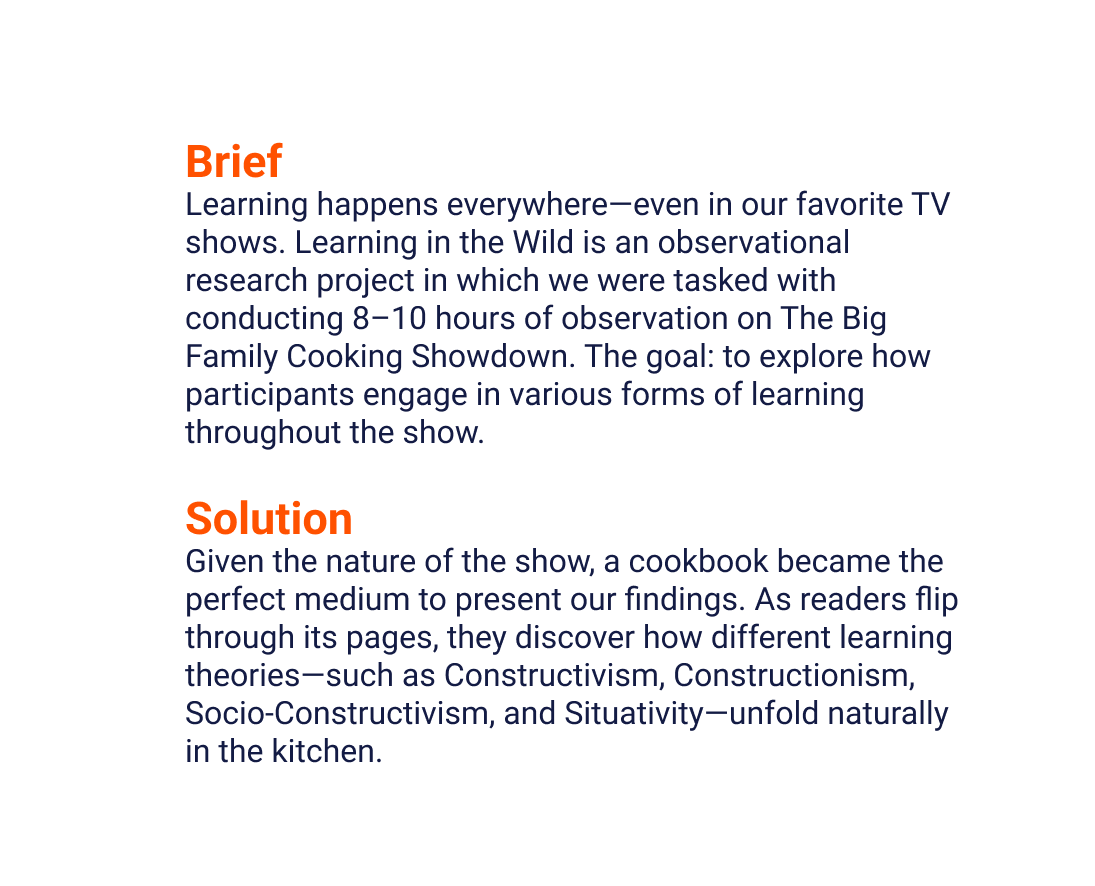 Brief
Learning happens everywhere—even in our favorite TV
shows. Learning in the Wild is an observational
research project in which we were tasked with
conducting 8–10 hours of observation on The Big
Family Cooking Showdown. The goal: to explore how
participants engage in various forms of learning
throughout the show.
Solution
Given the nature of the show, a cookbook became the
perfect medium to present our findings. As readers flip
through its pages, they discover how different learning
theories—such as Constructivism, Constructionism,
Socio-Constructivism, and Situativity—unfold naturally
in the kitchen.